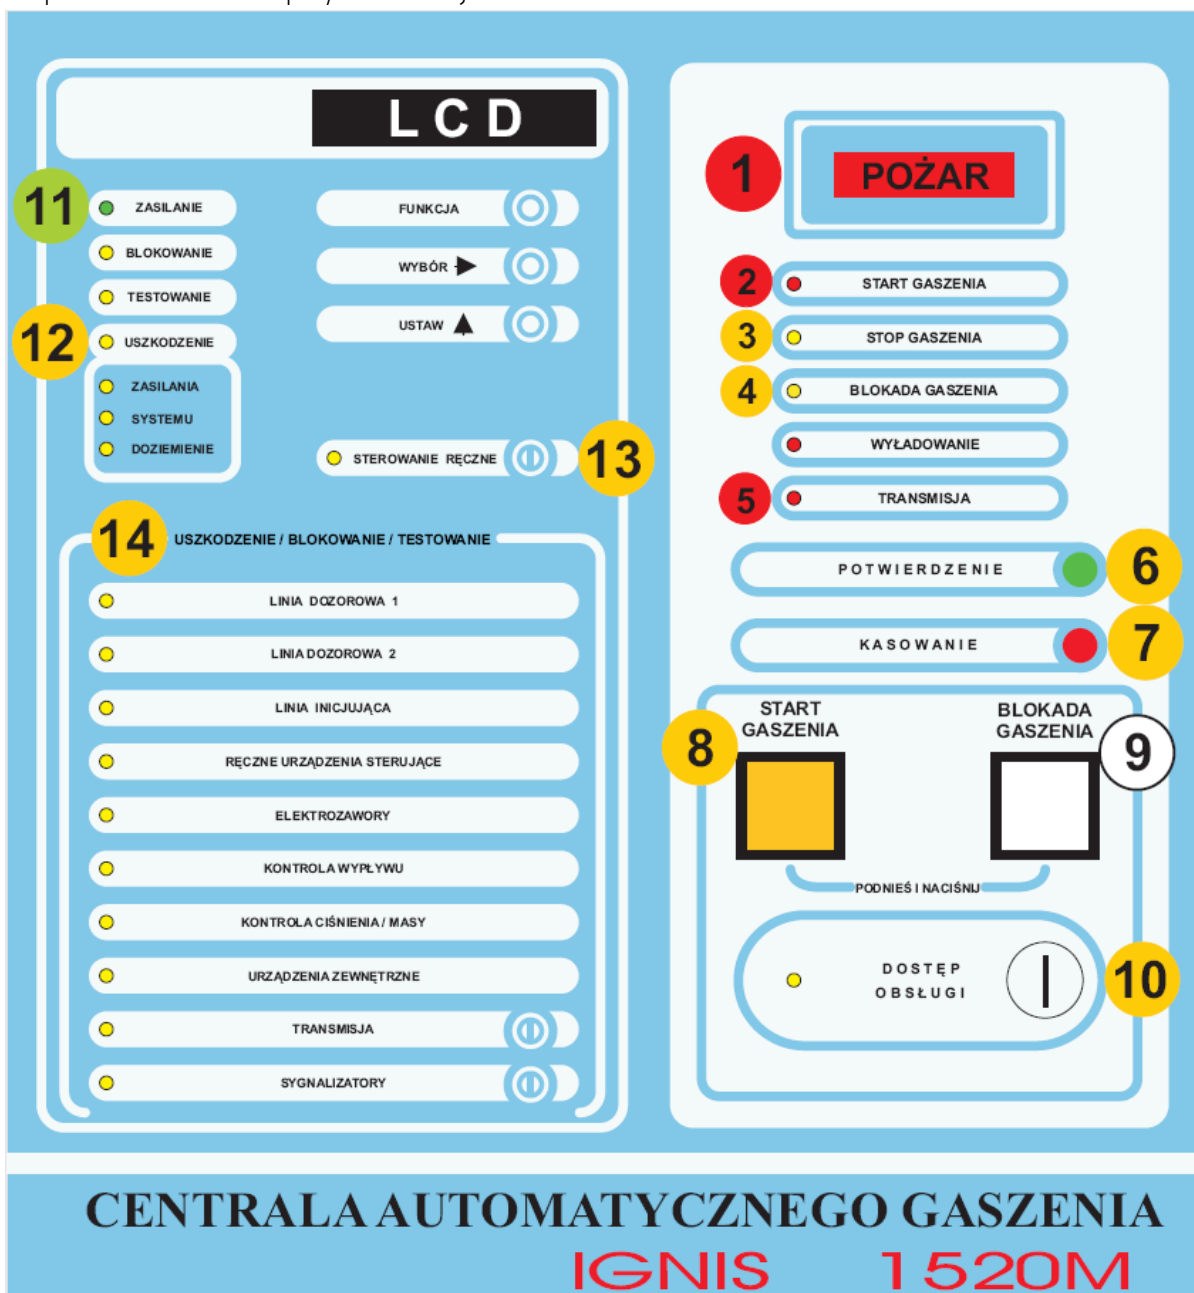 LCD
11
ZASILANIE
BLOKOWANIE
TESTOWANIE
12
USZKODZENIE
ZASILANIA
SYSTEMU
DOZIEMIENIE
FUNKCJA
WYBÓR
USTAW
STEROWANIE RĘCZNE
13
14
USZKODZENIE / BLOKOWANIE / TESTOWANIE
LINIA DOZOROWA 1
LINIA DOZOROWA 2
LINIA INICJUJĄCA
RĘCZNE URZĄDZENIA STERUJĄCE
ELEKTROZAWORY
KONTROLA WYPŁYWU
KONTROLA CIŚNIENIA / MASY
URZĄDZENIA ZEWNĘTRZNE
TRANSMISJA
SYGNALIZATORY
1
POŻAR
2
START GASZENIA
3
STOP GASZENIA
4
BLOKADA GASZENIA
WYŁADOWANIE
5
TRANSMISJA
POTWIERDZENIE
6
KASOWANIE
7
START
GASZENIA
8
BLOKADA
GASZENIA
9
PODNIEŚ I NACIŚNIJ
DOSTĘP
OBSŁUGI
10
CENTRALA AUTOMATYCZNEGO GASZENIA
IGNIS 1520M